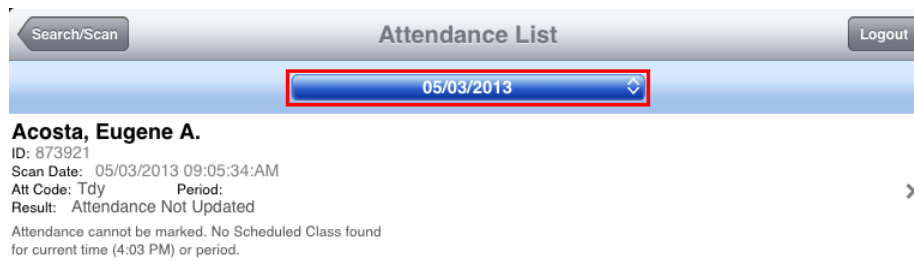 Search/Scan Attendance List Logout
05/03/2013
Acosta, Eugene A.
ID: 873921
Scan Date: 05/03/2013 09:05:34:AM
Att Code: Tdy Period:
Result: Attendance Not Updated
Attendance cannot be marked. No Scheduled Class found
for current time (4:03 PM) or period.